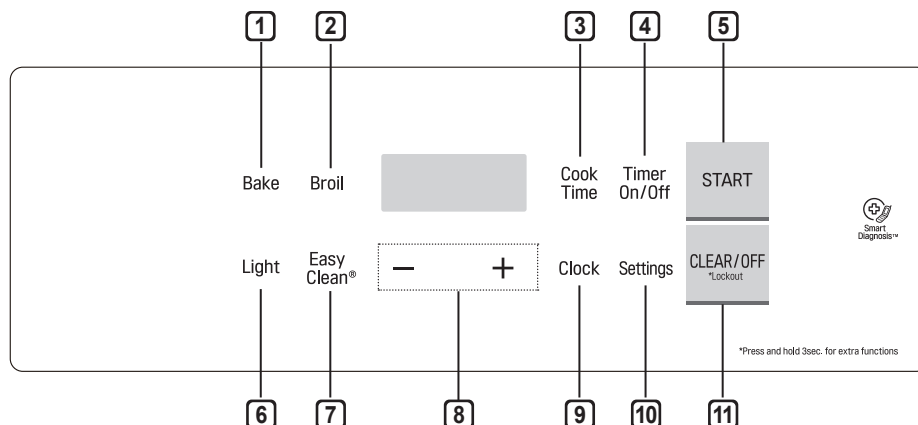 1 2 3 4 5
Bake Broil Cook
Time Timer
On/Off START
Smart
Diagnosis™
Light Easy
Clean® − + Clock Settings CLEAR/OFF
*Lockout
*Press and hold 3sec. for extra functions
6 7 8 9 10 11